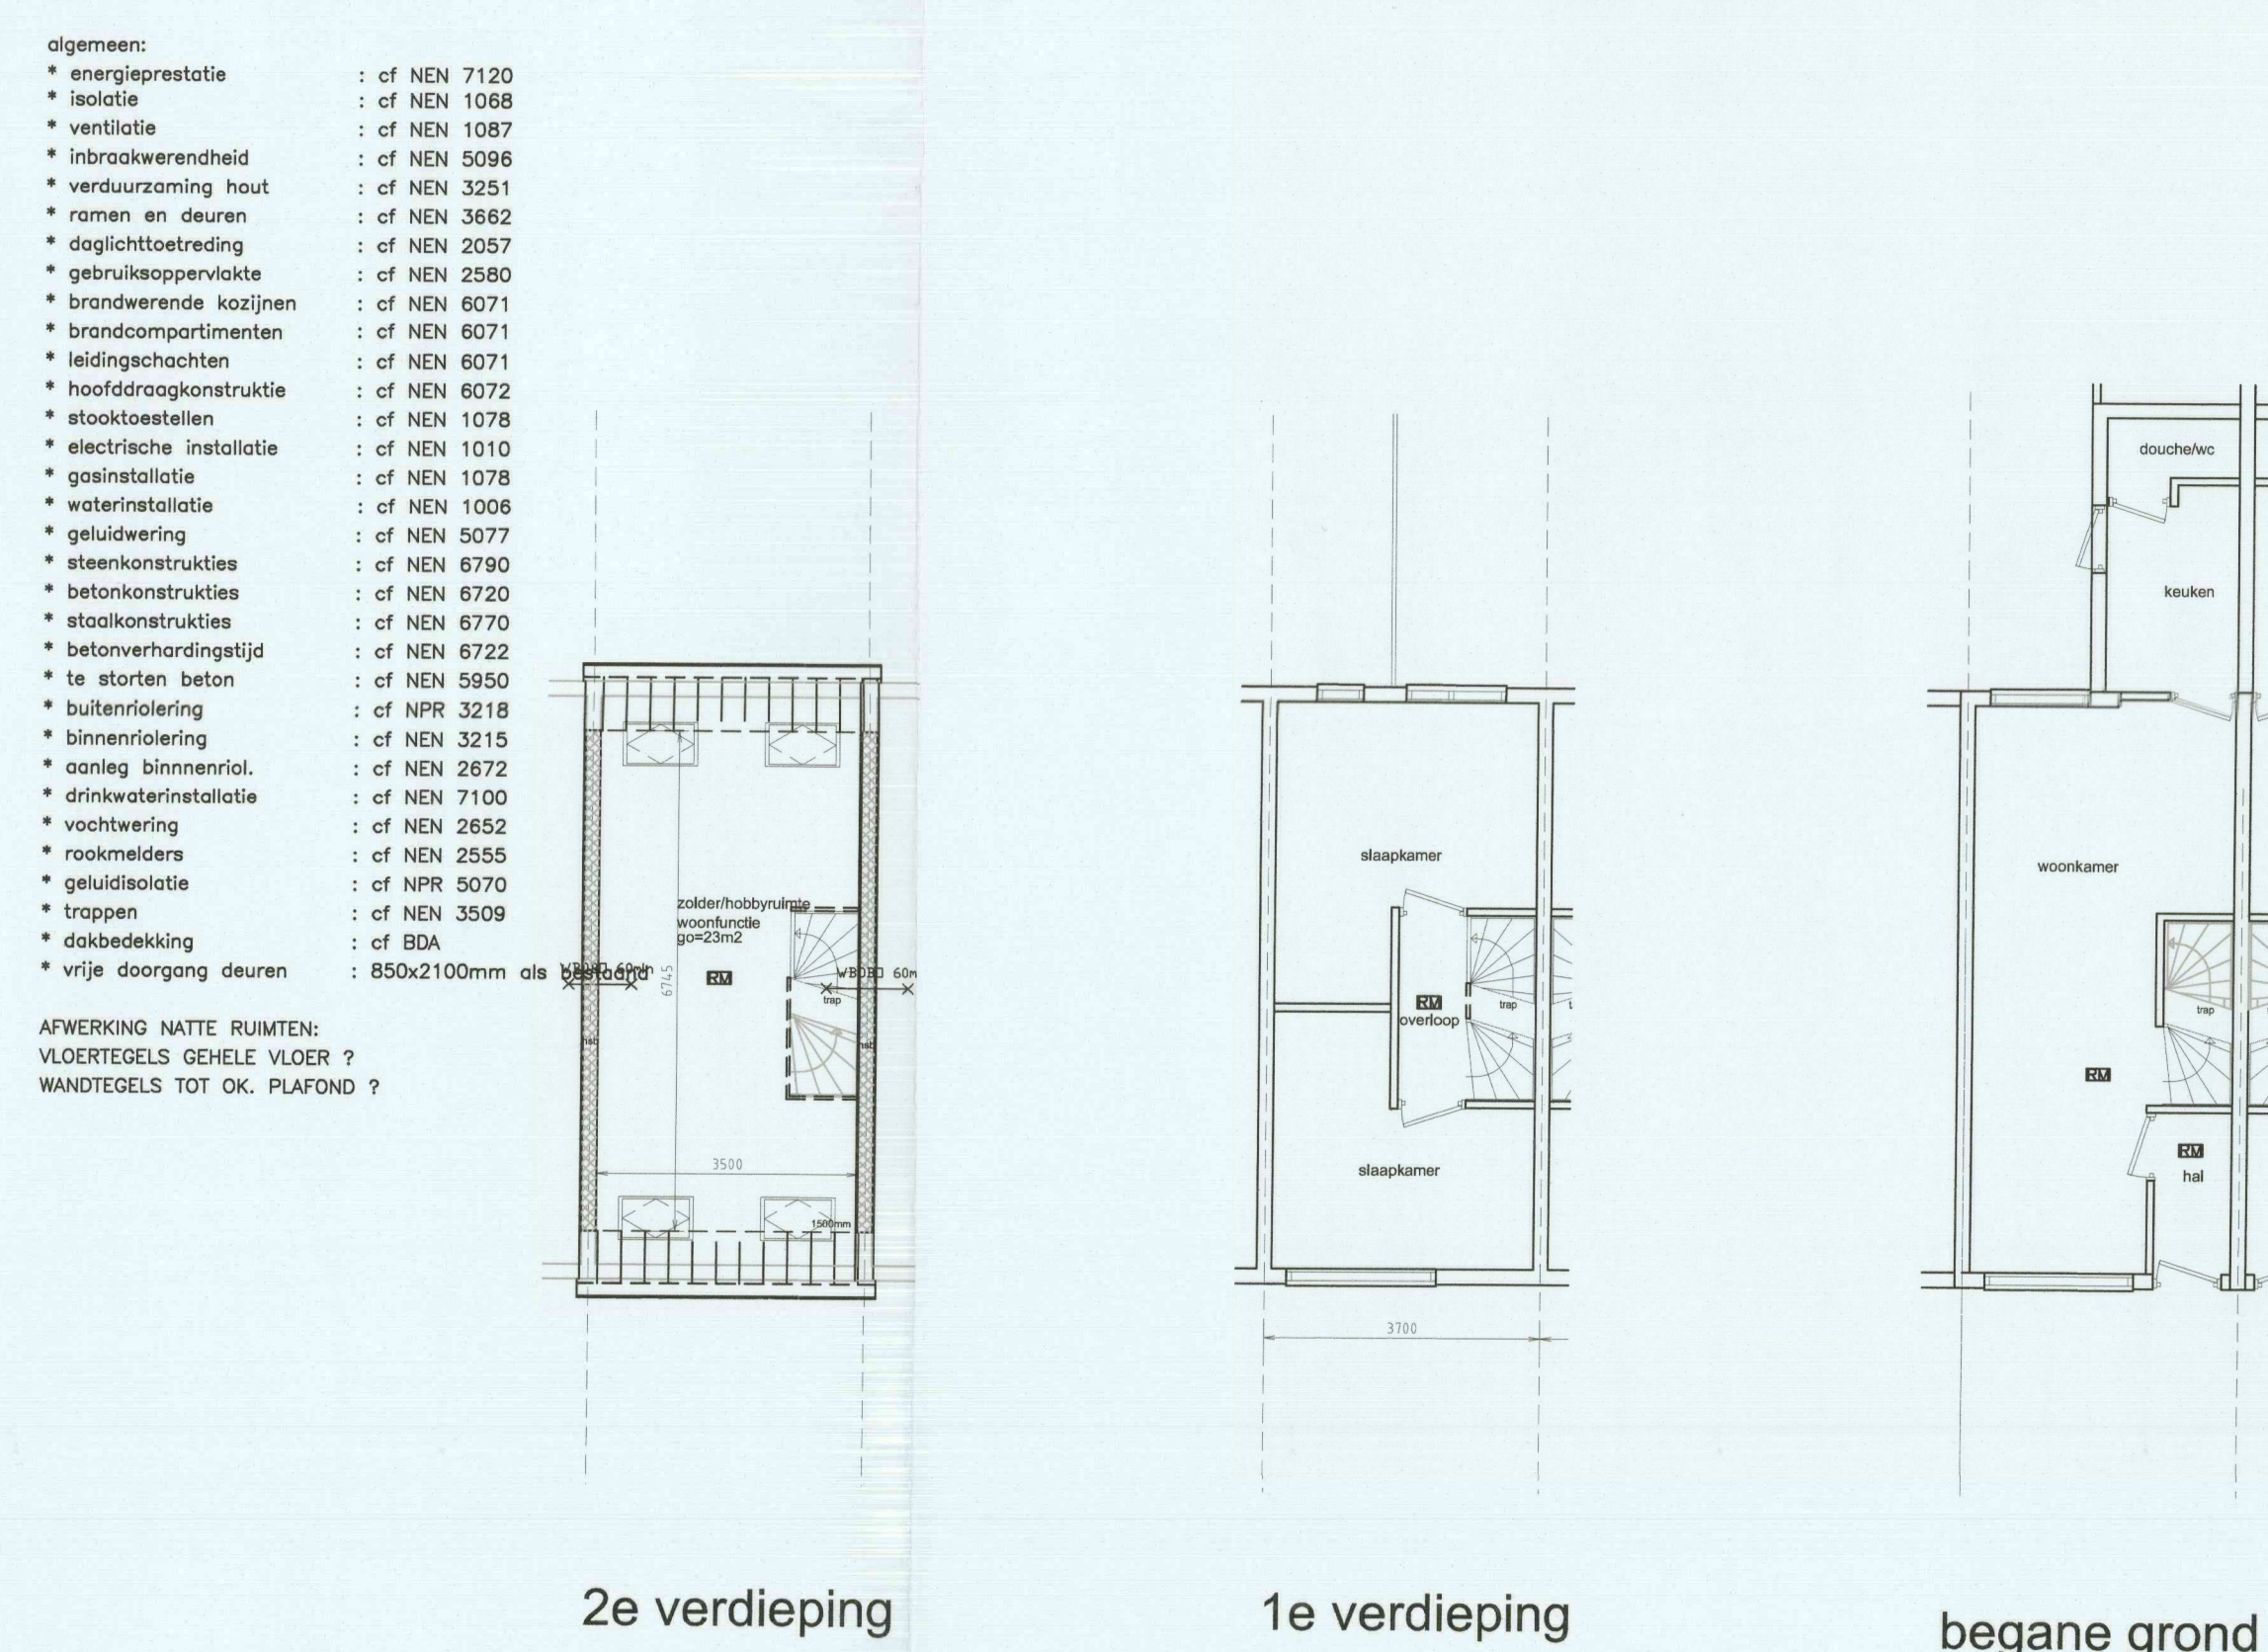 algemeen:
* energieprestatie : cf NEN 7120
* isolatie : cf NEN 1068
* ventilatie : cf NEN 1087
* inbraakwerendheid : cf NEN 5096
* verduurzaming hout : cf NEN 3251
* ramen en deuren : cf NEN 3662
* daglichttoetreding : cf NEN 2057
* gebruiksoppervlakte : cf NEN 2580
* brandwerende kozijnen : cf NEN 6071
* brandcompartimenten : cf NEN 6071
* leidingschachten : cf NEN 6071
* hoofddraagkonstruktie : cf NEN 6072
* stooktoestellen : cf NEN 1078
* electrische installatie : cf NEN 1010
* gasinstallatie : cf NEN 1078
* waterinstallatie : cf NEN 1006
* geluidwering : cf NEN 5077
* steenkonstrukties : cf NEN 6790
* betonkonstrukties : cf NEN 6720
* staalkonstrukties : cf NEN 6770
* betonverhardingstijd : cf NEN 6722
* te storten beton : cf NEN 5950
* buitenriolering : cf NPR 3218
* binnenriolering : cf NEN 3215
* aanleg binnnenriol. : cf NEN 2672
* drinkwaterinstallatie : cf NEN 7100
* vochtwering : cf NEN 2652
* rookmelders : cf NEN 2555
* geluidisolatie : cf NPR 5070
* trappen : cf NEN 3509
* dakbedekking : cf BDA
* vrije doorgang deuren : 850x2100mm als bestaand
AFWERKING NATTE RUIMTEN:
VLOERTEGELS GEHELE VLOER ?
WANDTEGELS TOT OK. PLAFOND ?
zolder/hobbyruimte
woonfunctie
go=23m2
RM
6745
WBDBO 60min
WBDBO 60m
trap
hsb
hsb
3500
1500mm
2e verdieping
slaapkamer
RM
overloop
trap
t
slaapkamer
3700
1e verdieping
douche/wc
keuken
woonkamer
trap
RM
RM
hal
begane grond